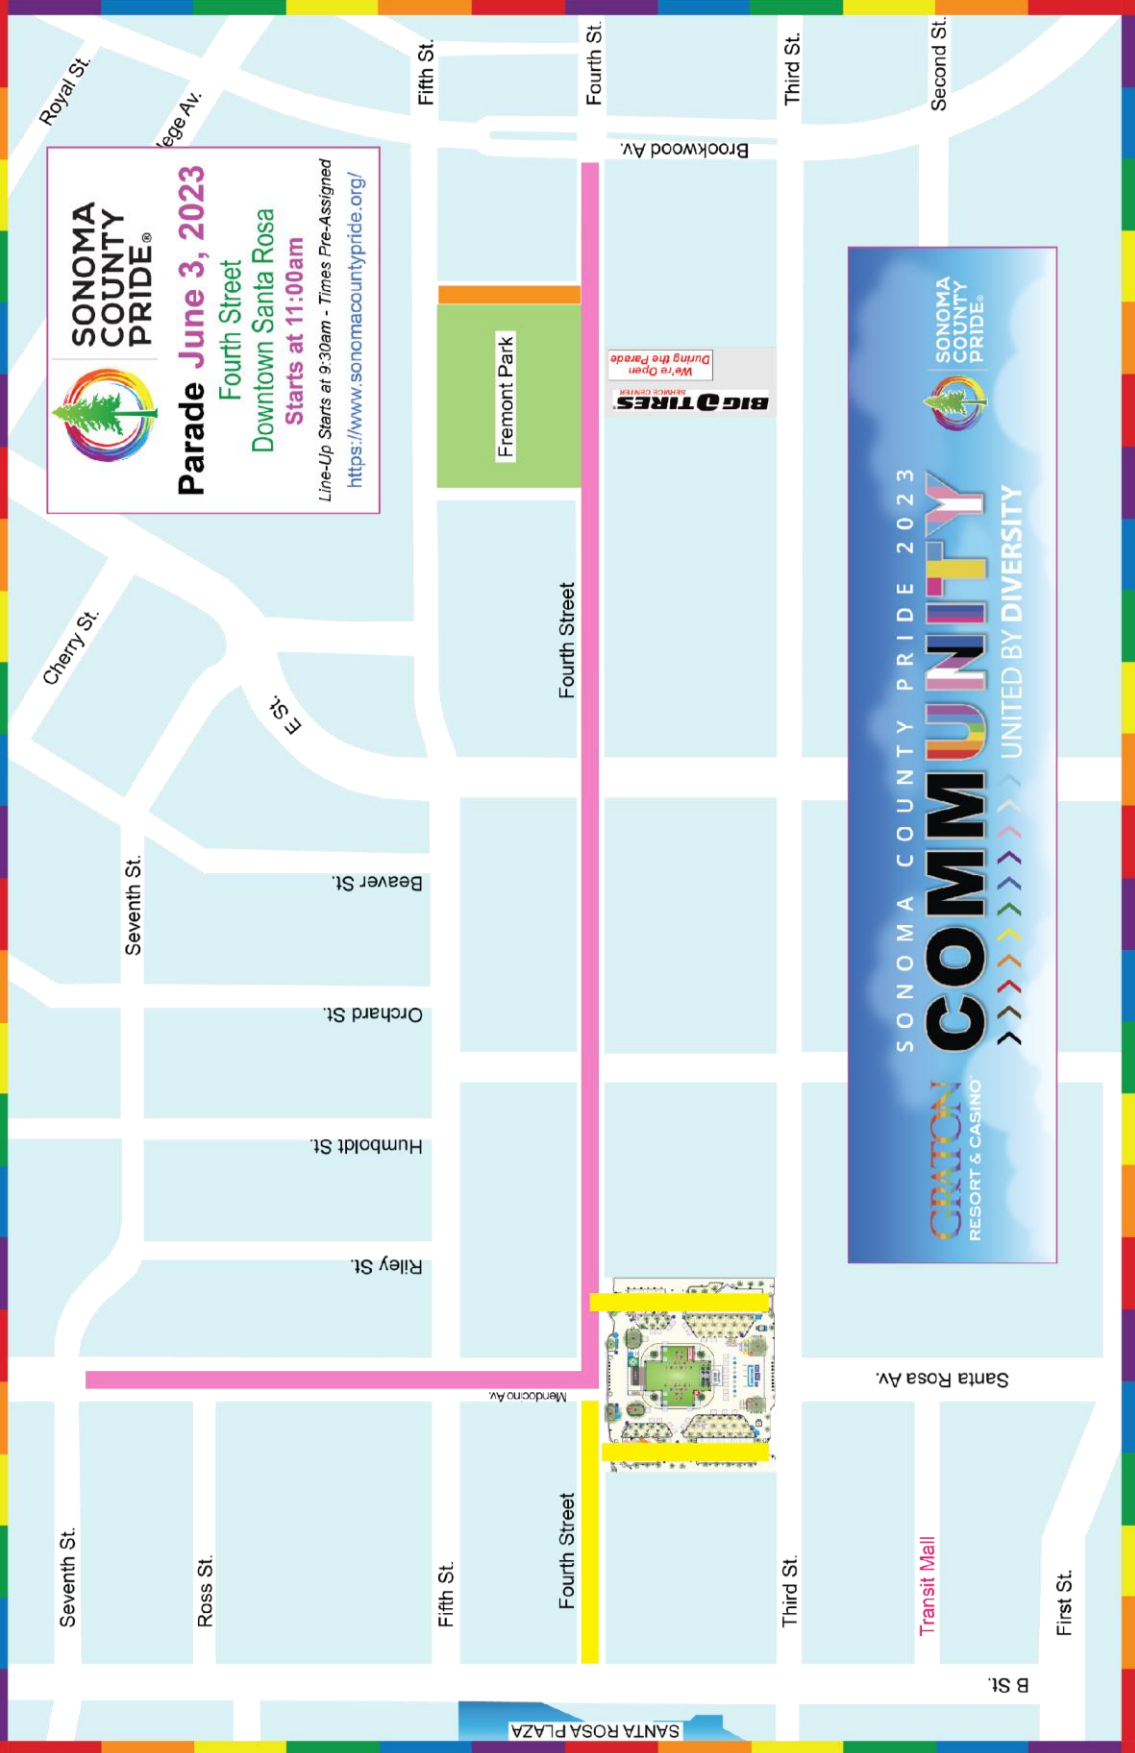 SONOMA
COUNTY
PRIDE®
Parade June 3, 2023
Fourth Street
Downtown Santa Rosa
Starts at 11:00am
Line-Up Starts at 9:30am - Times Pre-Assigned
https://www.sonomacountypride.org/
Royal St.
lege Av.
Cherry St.
E St.
Seventh St.
Seventh St.
Ross St.
Beaver St.
Orchard St.
Humboldt St.
Riley St.
Fifth St.
Fifth St.
Fremont Park
Mendocino Av.
Fourth St.
Fourth Street
Fourth Street
Brookwood Av.
BIG O TIRES
SERVICE CENTER
We're Open
During the Parade
Third St.
Third St.
Second St.
Santa Rosa Av.
Transit Mall
First St.
B St.
SANTA ROSA PLAZA
GRATON
RESORT & CASINO
SONOMA COUNTY PRIDE 2023
COMMUNITY
UNITED BY DIVERSITY
SONOMA
COUNTY
PRIDE®